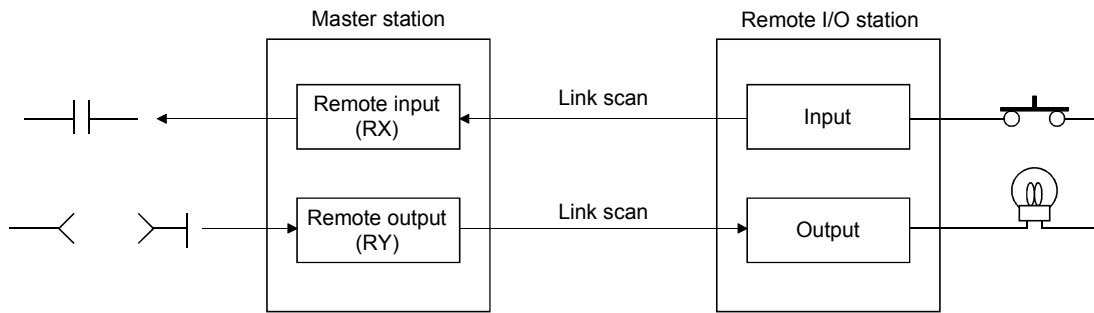 Master station
Remote I/O station
Remote input
(RX)
Link scan
Input
Remote output
(RY)
Link scan
Output